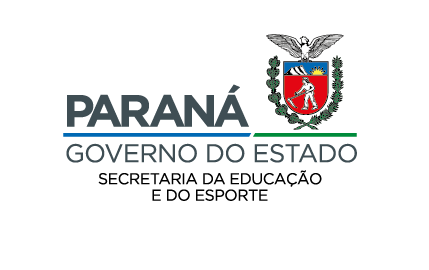 PARANÁ
GOVERNO DO ESTADO
SECRETARIA DA EDUCAÇÃO
E DO ESPORTE